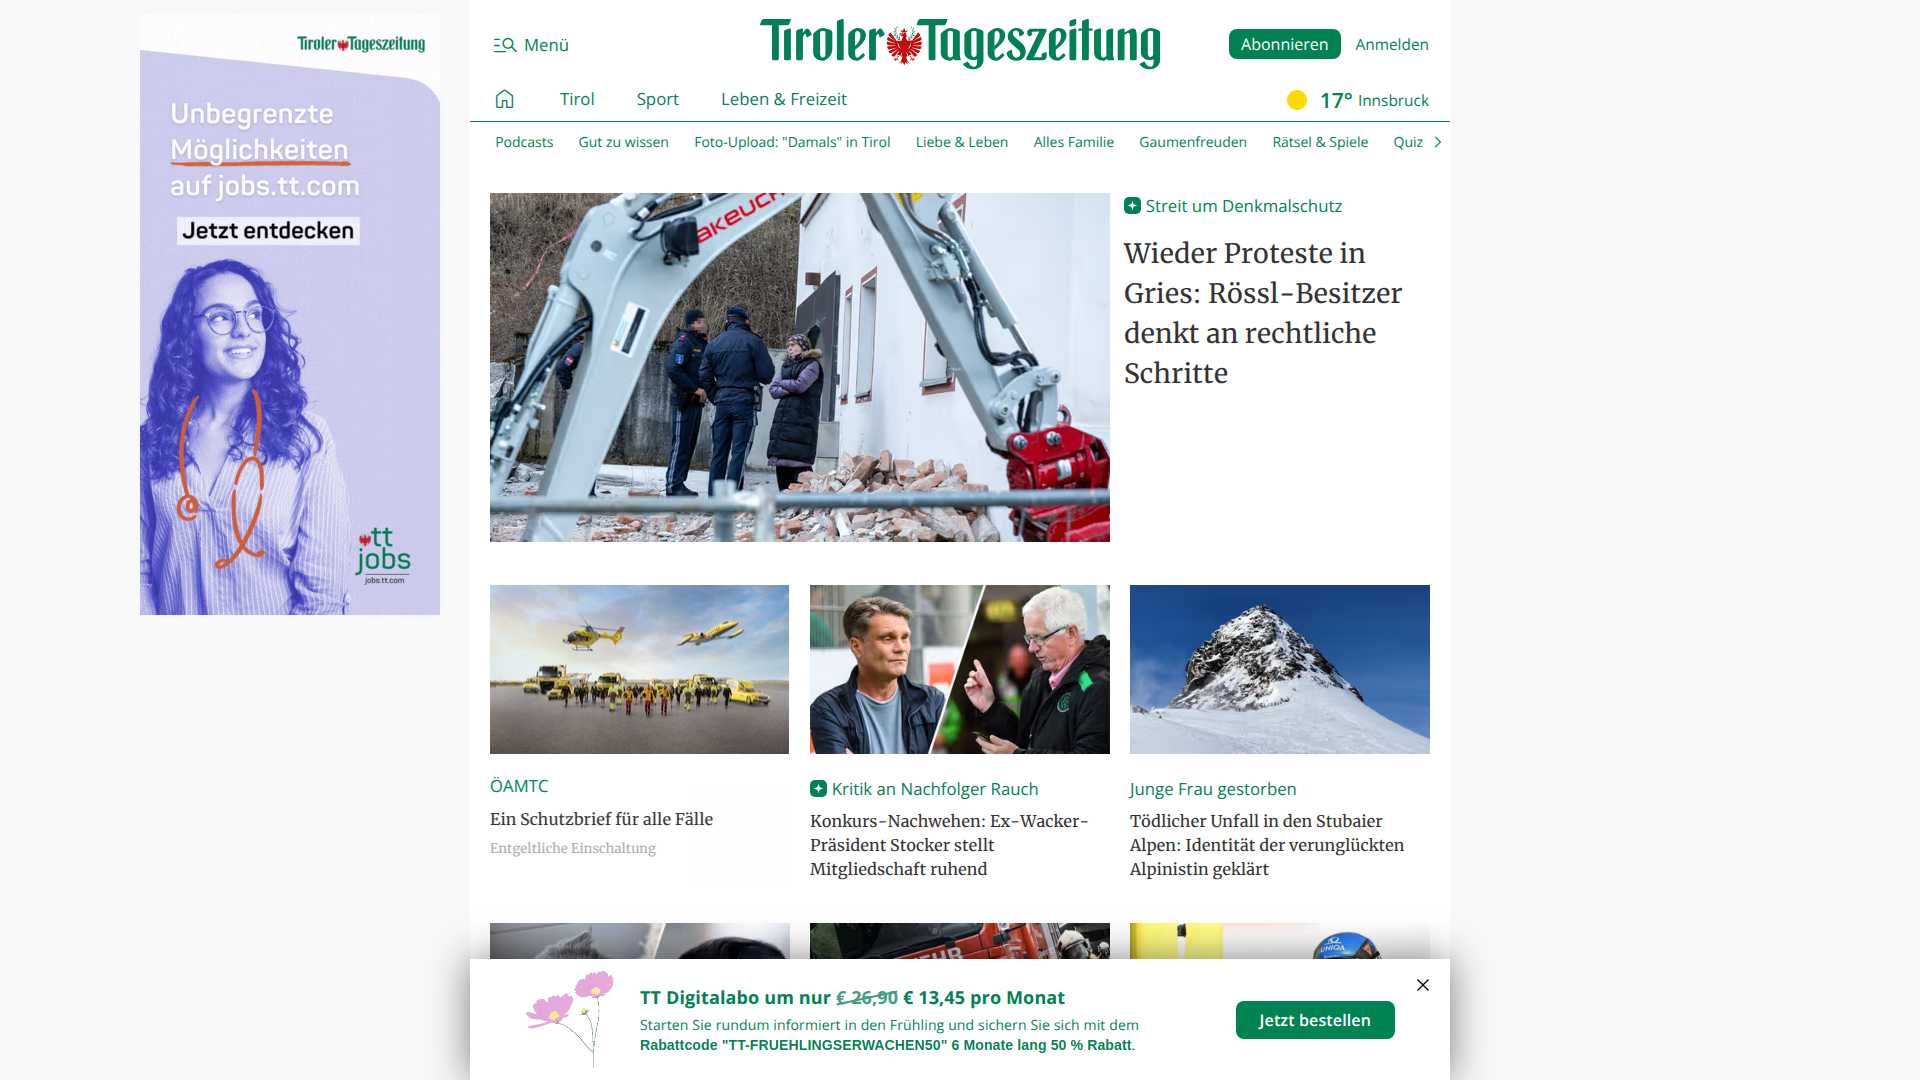 Tiroler Tageszeitung
Unbegrenzte
Möglichkeiten
auf jobs.tt.com
Jetzt entdecken
tt
jobs
jobs.tt.com
Menü
Tiroler Tageszeitung
Abonnieren
Anmelden
Tirol
Sport
Leben & Freizeit
17° Innsbruck
Podcasts
Gut zu wissen
Foto-Upload: "Damals" in Tirol
Liebe & Leben
Alles Familie
Gaumenfreuden
Rätsel & Spiele
Quiz
AKEUCH
Streit um Denkmalschutz
Wieder Proteste in
Gries: Rössl-Besitzer
denkt an rechtliche
Schritte
ÖAMTC
Ein Schutzbrief für alle Fälle
Entgeltliche Einschaltung
Kritik an Nachfolger Rauch
Konkurs-Nachwehen: Ex-Wacker-
Präsident Stocker stellt
Mitgliedschaft ruhend
Junge Frau gestorben
Tödlicher Unfall in den Stubaier
Alpen: Identität der verunglückten
Alpinistin geklärt
UNIQA
TT Digitalabo um nur € 26,90 € 13,45 pro Monat
Starten Sie rundum informiert in den Frühling und sichern Sie sich mit dem
Rabattcode "TT-FRUEHLINGSERWACHEN50" 6 Monate lang 50 % Rabatt.
Jetzt bestellen